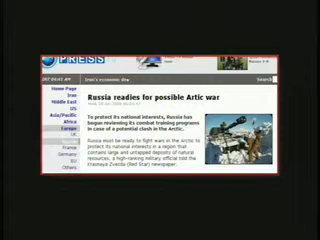 PRESS
Iran's economic
Search
Home Page
Iran
Middle East
US
Asia/Pacific
Africa
Europe
UK
France
Germany
EU
Others
Russia readies for possible Artic war
To protect its national interests, Russia has
begun reviewing its combat training programs
in case of a potential clash in the Arctic.
Russia must be ready to fight wars in the Arctic to
protect its national interests in a region that
contains large and untapped deposits of natural
resources, a high-ranking military official told the
Krasnaya Zvezda (Red Star) newspaper.